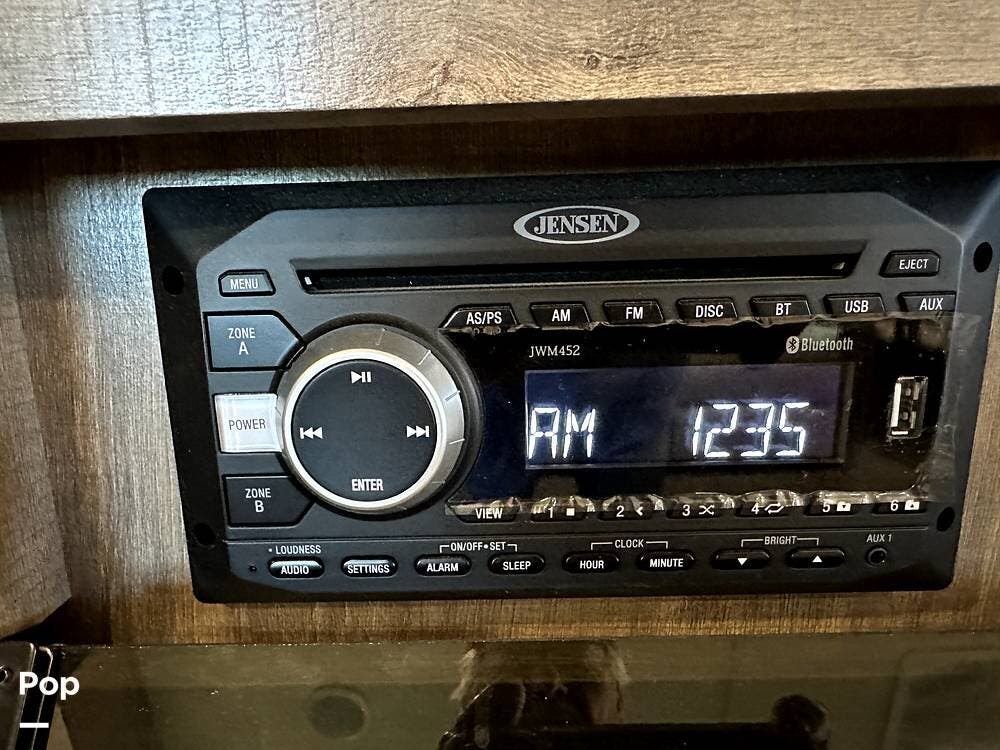 JENSEN
MENU
EJECT
AS/PS AM FM DISC BT USB AUX
ZONE
A
JWM452
Bluetooth
POWER
AM 1235
ENTER
ZONE
B
VIEW 1 2 3 4 5 6
LOUDNESS
ON/OFF•SET
CLOCK
BRIGHT
AUX 1
AUDIO SETTINGS ALARM SLEEP HOUR MINUTE
Pop